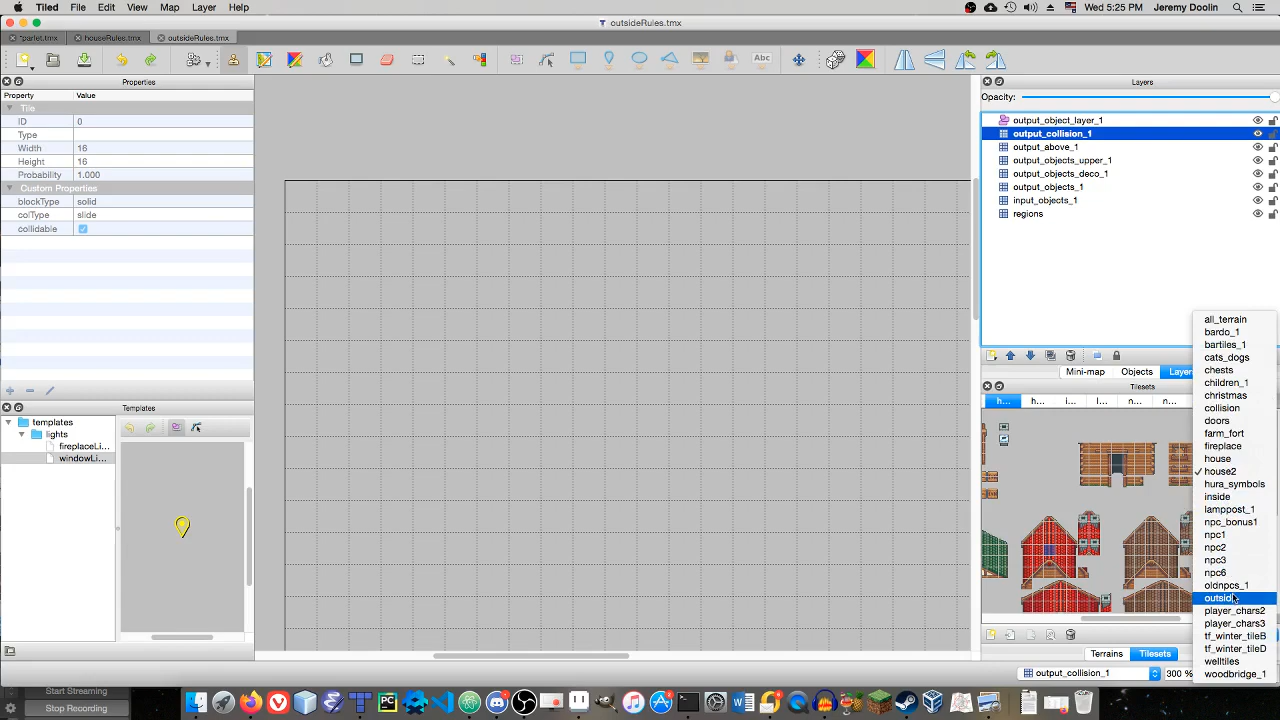 Tiled File Edit View Map Layer Help
Wed 5:25 PM Jeremy Doolin
outsideRules.tmx
*parlet.tmx houseRules.tmx outsideRules.tmx
Abc
Properties
Property Value
Tile
ID 0
Type
Width 16
Height 16
Probability 1.000
Custom Properties
blockType solid
colType slide
collidable
Templates
templates
lights
fireplaceLi...
windowLi...
Layers
Opacity:
output_object_layer_1
output_collision_1
output_above_1
output_objects_upper_1
output_objects_deco_1
output_objects_1
input_objects_1
regions
Mini-map Objects Layers
Tilesets
h... h... i... l... n... n...
all_terrain
bardo_1
bartiles_1
cats_dogs
chests
children_1
christmas
collision
doors
farm_fort
fireplace
house
house2
hura_symbols
inside
lamppost_1
npc_bonus1
npc1
npc2
npc3
npc6
oldnpcs_1
outside
player_chars2
player_chars3
tf_winter_tileB
tf_winter_tileD
welltiles
woodbridge_1
Terrains Tilesets
output_collision_1 300 %
Start Streaming
Stop Recording